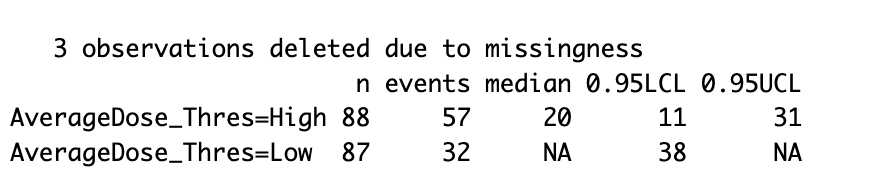 3 observations deleted due to missingness
n events median 0.95LCL 0.95UCL
AverageDose_Thres=High 88 57 20 11 31
AverageDose_Thres=Low 87 32 NA 38 NA